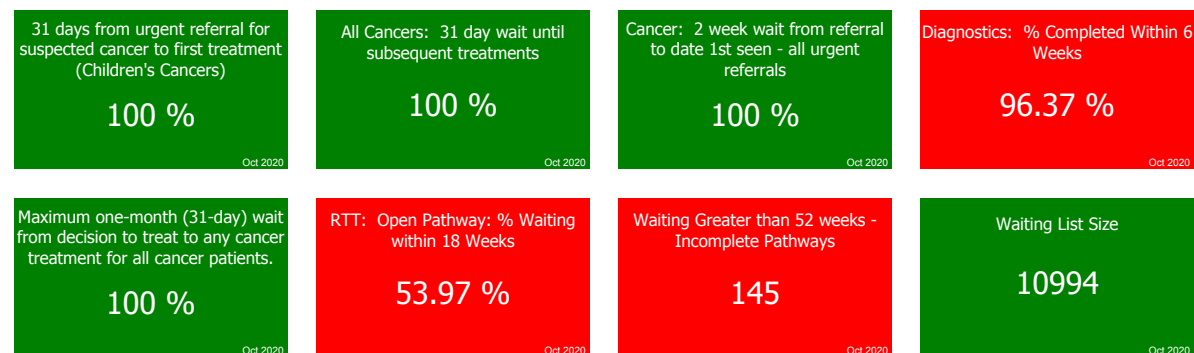 31 days from urgent referral for
suspected cancer to first treatment
(Children's Cancers)
100 %
Oct 2020
All Cancers:  31 day wait until
subsequent treatments
100 %
Oct 2020
Cancer:  2 week wait from referral
to date 1st seen - all urgent
referrals
100 %
Oct 2020
Diagnostics:  % Completed Within 6
Weeks
96.37 %
Oct 2020
Maximum one-month (31-day) wait
from decision to treat to any cancer
treatment for all cancer patients.
100 %
Oct 2020
RTT:  Open Pathway: % Waiting
within 18 Weeks
53.97 %
Oct 2020
Waiting Greater than 52 weeks -
Incomplete Pathways
145
Oct 2020
Waiting List Size
10994
Oct 2020